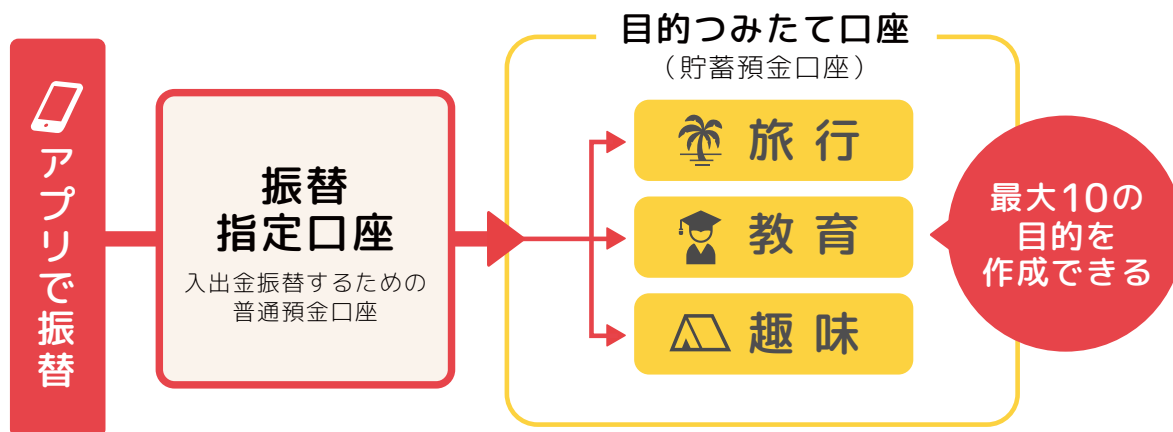 アプリで振替
振替
指定口座
入出金振替するための
普通預金口座
目的つみたて口座
（貯蓄預金口座）
旅行
教育
趣味
最大10の
目的を
作成できる